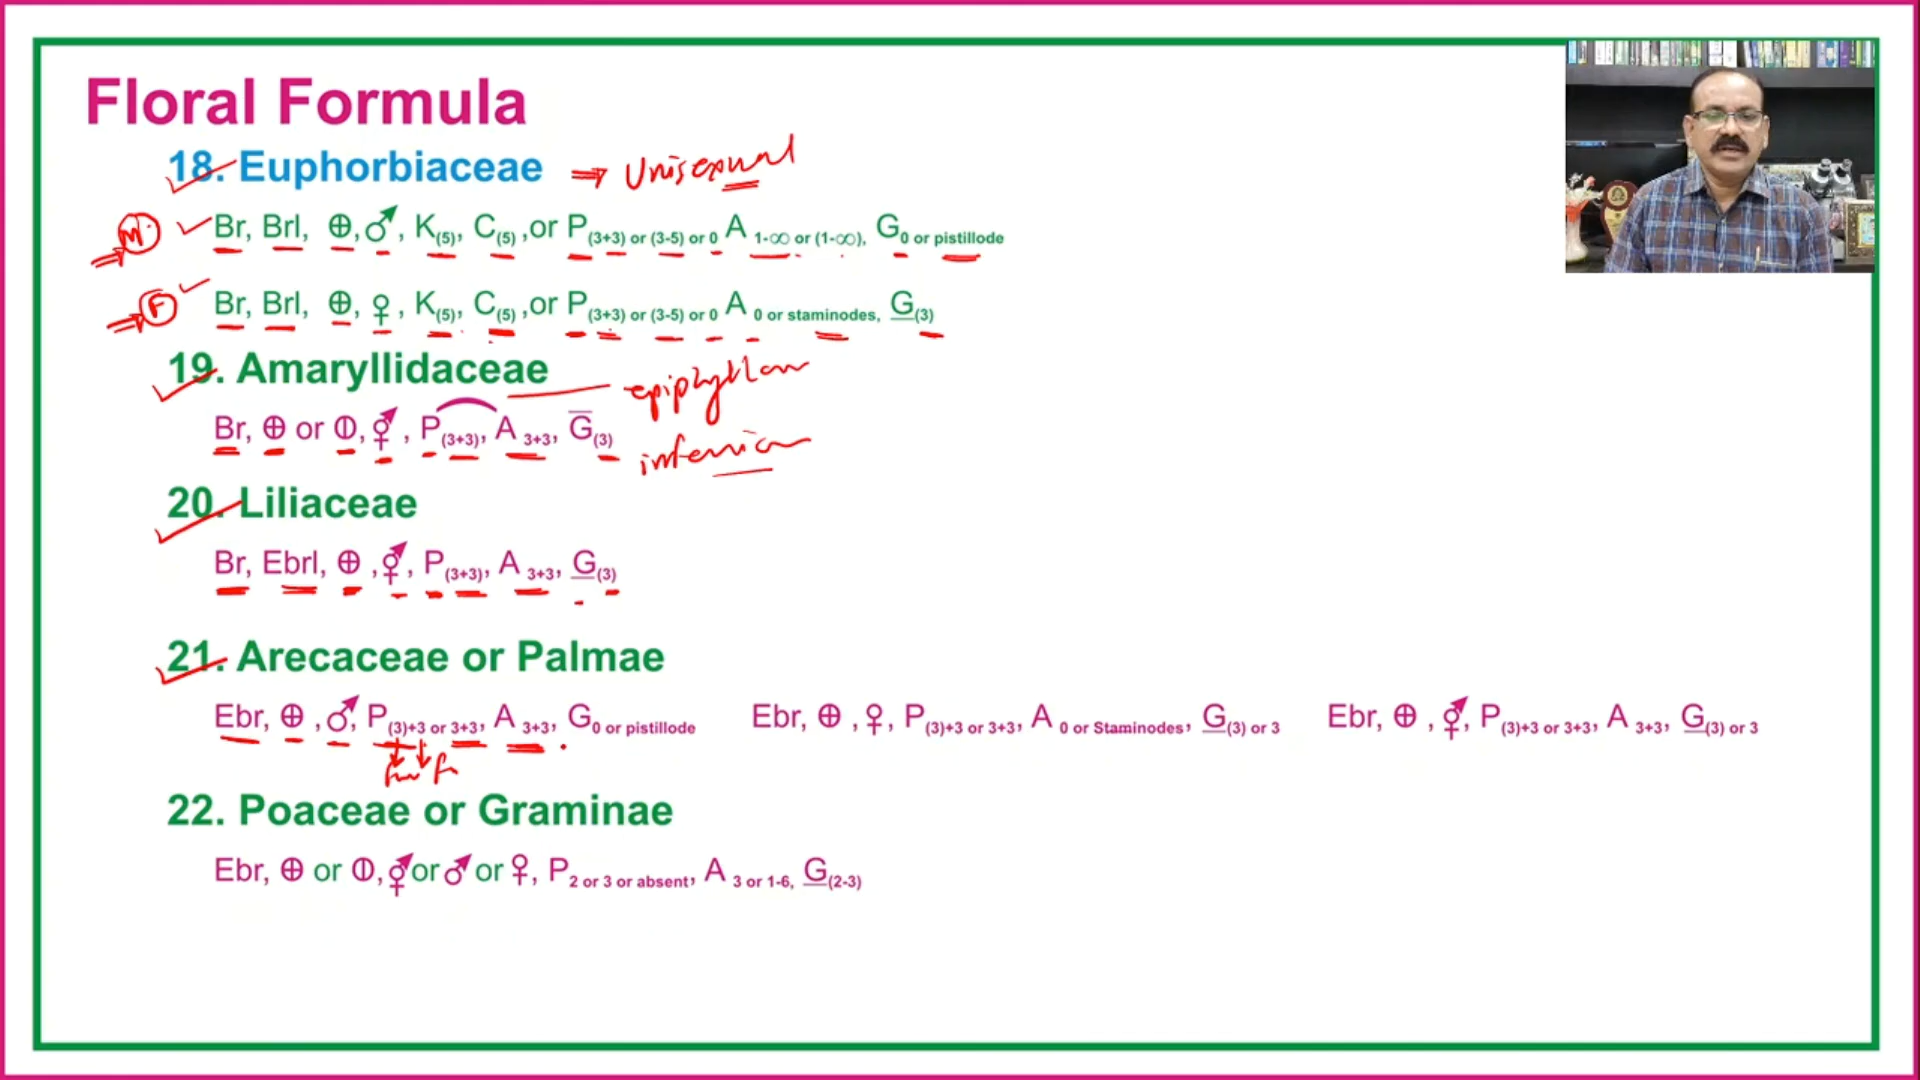 Floral Formula
18. Euphorbiaceae ⇒ Unisexual
M Br, Brl, ⊕, ♂, K(5), C(5) ,or P(3+3) or (3-5) or 0 A 1-∞ or (1-∞), G0 or pistillode
F Br, Brl, ⊕, ♀, K(5), C(5) ,or P(3+3) or (3-5) or 0 A 0 or staminodes, G(3)
19. Amaryllidaceae
Br, ⊕ or ⦶, ⚥, P(3+3), A 3+3, G̅(3)
20. Liliaceae
Br, Ebrl, ⊕ ,⚥, P(3+3), A 3+3, G(3)
21. Arecaceae or Palmae
Ebr, ⊕ ,♂, P(3)+3 or 3+3, A 3+3, G0 or pistillode Ebr, ⊕ ,♀, P(3)+3 or 3+3, A 0 or Staminodes, G(3) or 3 Ebr, ⊕ , ⚥, P(3)+3 or 3+3, A 3+3, G(3) or 3
22. Poaceae or Graminae
Ebr, ⊕ or ⦶,⚥or ♂ or ♀, P2 or 3 or absent, A 3 or 1-6, G(2-3)